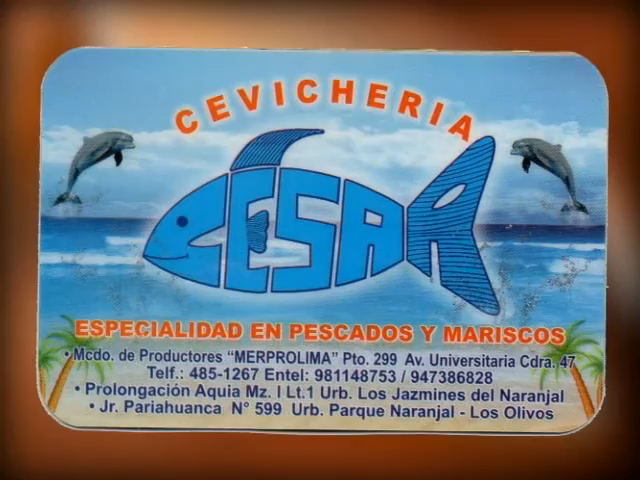 CEVICHERIA
CESAR
ESPECIALIDAD EN PESCADOS Y MARISCOS
• Mcdo. de Productores "MERPROLIMA" Pto. 299 Av. Universitaria Cdra. 47
Telf.: 485-1267 Entel: 981148753 / 947386828
• Prolongación Aquia Mz. I Lt.1 Urb. Los Jazmines del Naranjal
• Jr. Pariahuanca N° 599 Urb. Parque Naranjal - Los Olivos